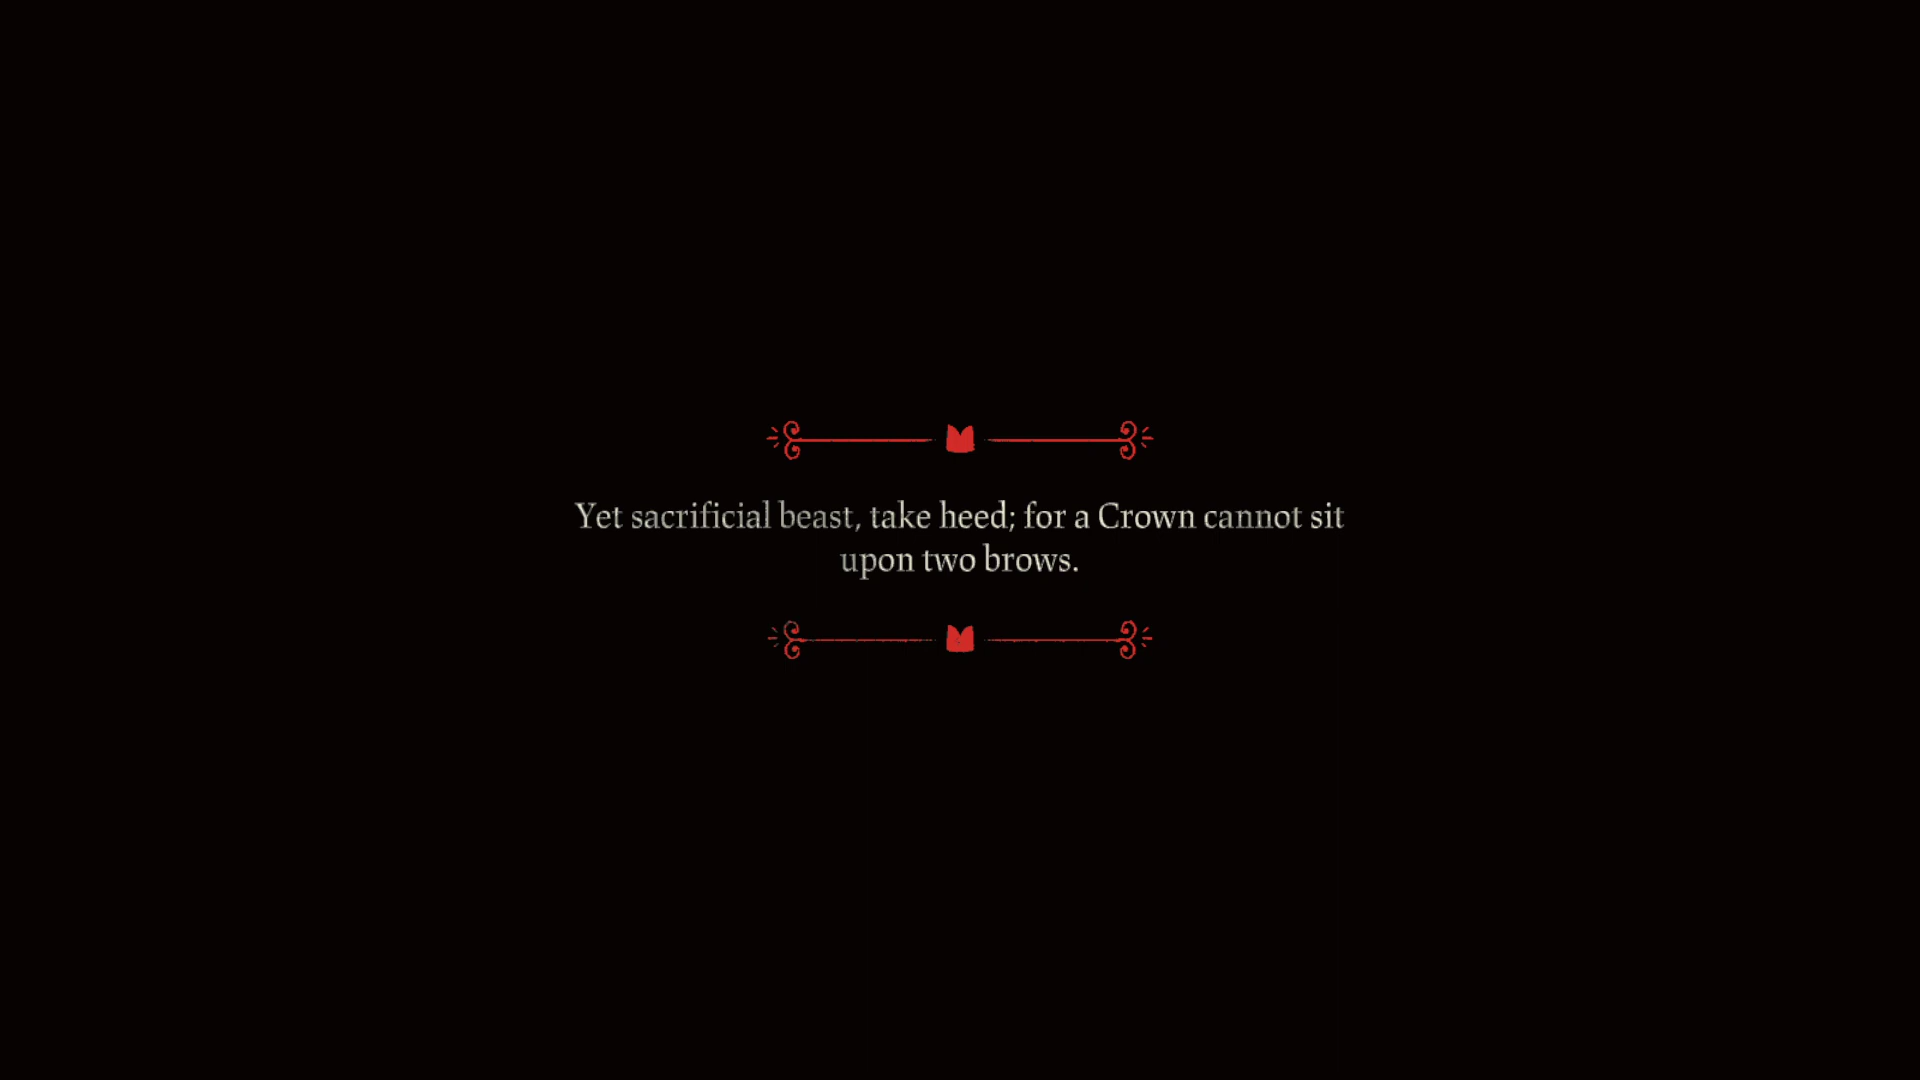 Yet sacrificial beast, take heed; for a Crown cannot sit
upon two brows.